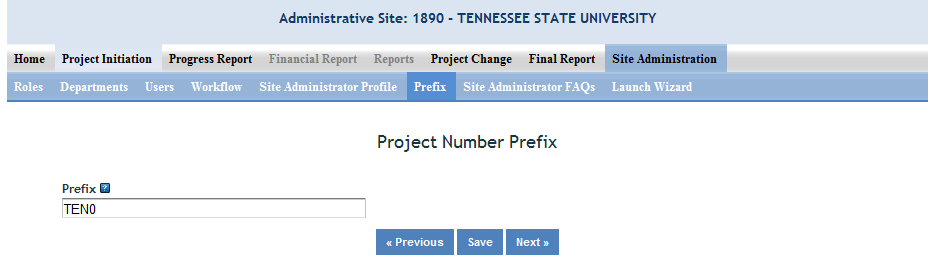 Administrative Site: 1890 - TENNESSEE STATE UNIVERSITY
Home Project Initiation Progress Report Financial Report Reports Project Change Final Report Site Administration
Roles Departments Users Workflow Site Administrator Profile Prefix Site Administrator FAQs Launch Wizard
Project Number Prefix
Prefix ?
TEN0
« Previous Save Next »